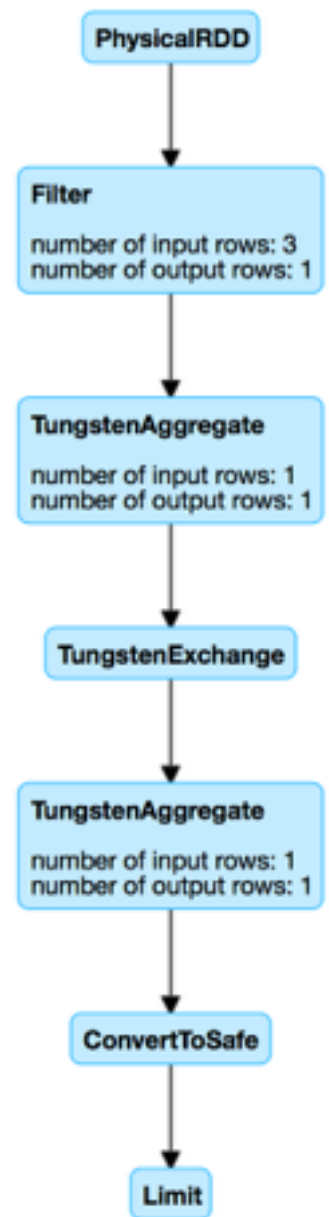 PhysicalRDD
Filter
number of input rows: 3
number of output rows: 1
TungstenAggregate
number of input rows: 1
number of output rows: 1
TungstenExchange
TungstenAggregate
number of input rows: 1
number of output rows: 1
ConvertToSafe
Limit